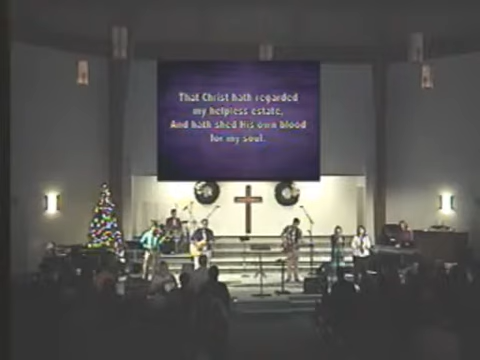 That Christ hath regarded
my helpless estate,
And hath shed His own blood
for my soul.